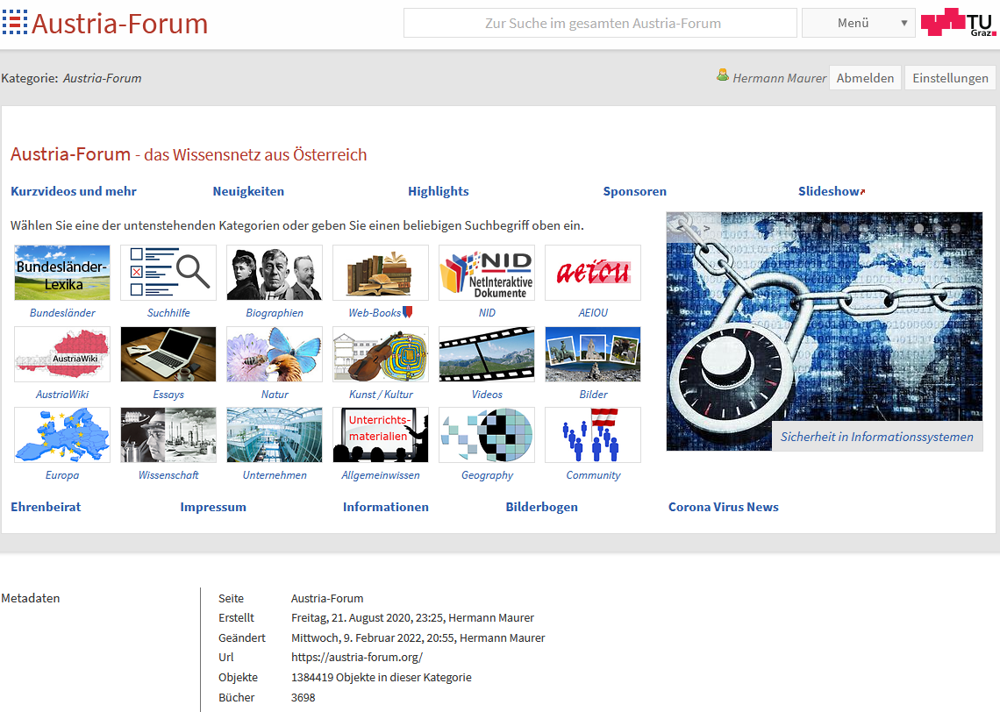 Austria-Forum
Zur Suche im gesamten Austria-Forum
Menü ▼
TU
Graz
Kategorie: Austria-Forum
Hermann Maurer Abmelden Einstellungen
Austria-Forum - das Wissensnetz aus Österreich
Kurzvideos und mehr Neuigkeiten Highlights Sponsoren Slideshow
Wählen Sie eine der untenstehenden Kategorien oder geben Sie einen beliebigen Suchbegriff oben ein.
Bundesländer-
Lexika
NID
NetInteraktive
Dokumente
aeiou
Bundesländer Suchhilfe Biographien Web-Books NID AEIOU
AustriaWiki
AustriaWiki Essays Natur Kunst / Kultur Videos Bilder
Unterrichts-
materialien
Sicherheit in Informationssystemen
Europa Wissenschaft Unternehmen Allgemeinwissen Geography Community
Ehrenbeirat Impressum Informationen Bilderbogen Corona Virus News
Metadaten
Seite Austria-Forum
Erstellt Freitag, 21. August 2020, 23:25, Hermann Maurer
Geändert Mittwoch, 9. Februar 2022, 20:55, Hermann Maurer
Url https://austria-forum.org/
Objekte 1384419 Objekte in dieser Kategorie
Bücher 3698